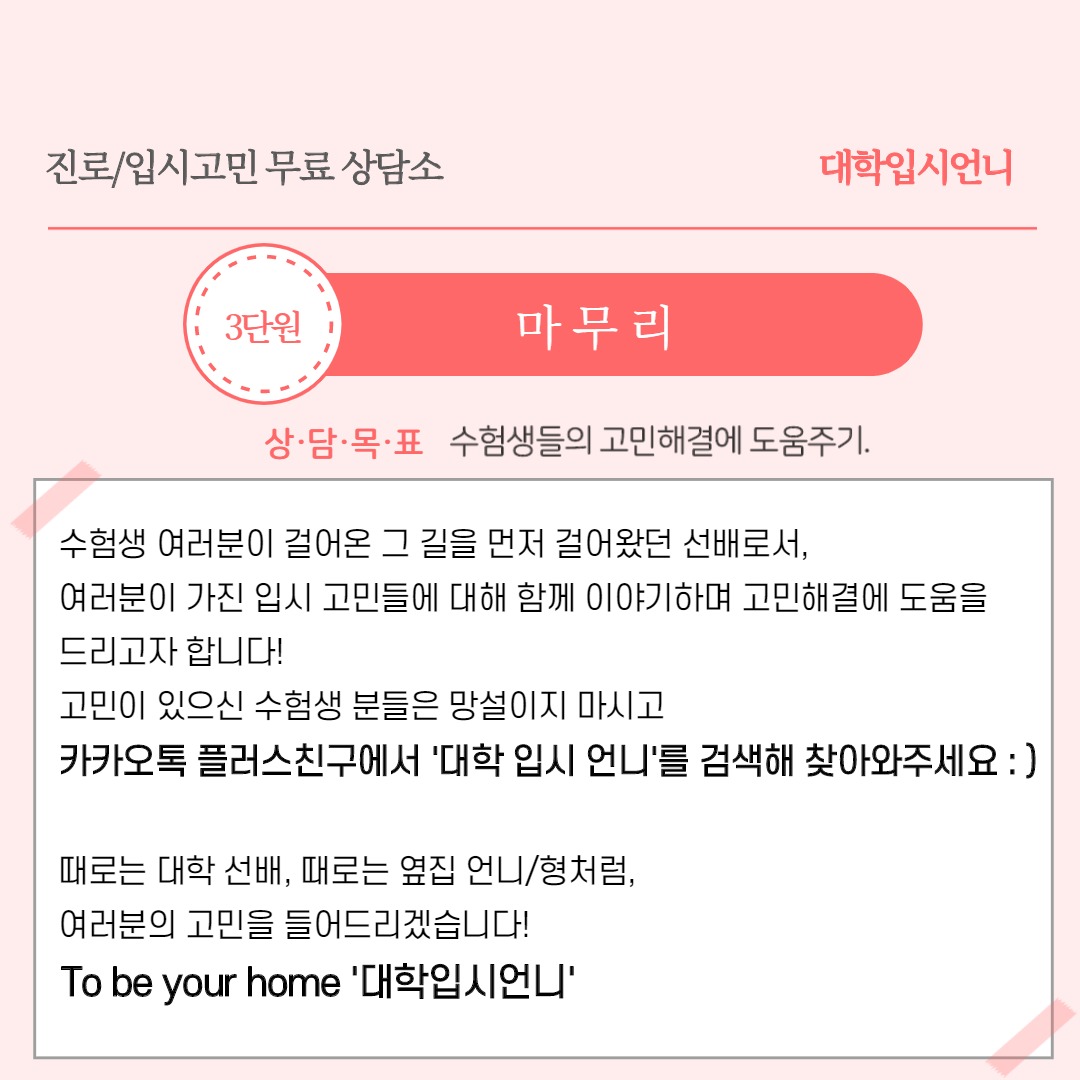 진로/입시고민 무료 상담소
대학입시언니
3단원
마무리
상·담·목·표 수험생들의 고민해결에 도움주기.
수험생 여러분이 걸어온 그 길을 먼저 걸어왔던 선배로서,
여러분이 가진 입시 고민들에 대해 함께 이야기하며 고민해결에 도움을
드리고자 합니다!
고민이 있으신 수험생 분들은 망설이지 마시고
카카오톡 플러스친구에서 '대학 입시 언니'를 검색해 찾아와주세요 : )
때로는 대학 선배, 때로는 옆집 언니/형처럼,
여러분의 고민을 들어드리겠습니다!
To be your home '대학입시언니'